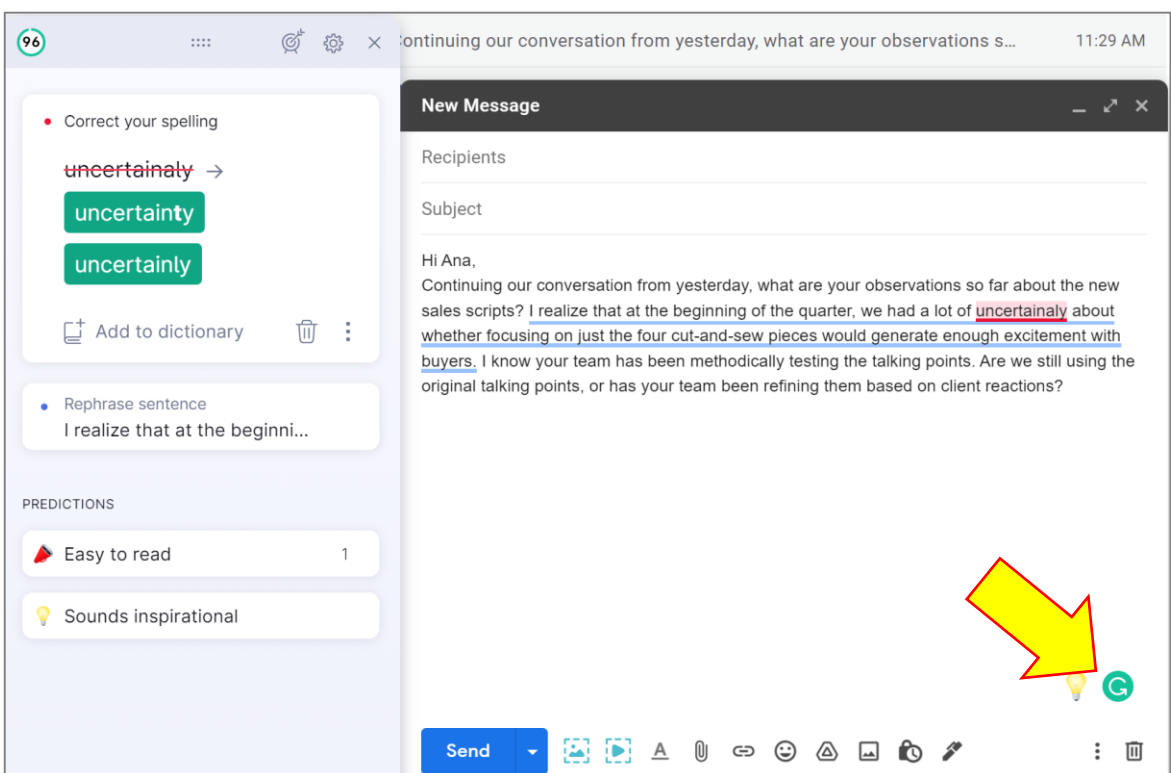 96
ontinuing our conversation from yesterday, what are your observations s...
11:29 AM
Correct your spelling
uncertainaly →
uncertainty
uncertainly
Add to dictionary
Rephrase sentence
I realize that at the beginni...
PREDICTIONS
Easy to read 1
Sounds inspirational
New Message
Recipients
Subject
Hi Ana,
Continuing our conversation from yesterday, what are your observations so far about the new
sales scripts? I realize that at the beginning of the quarter, we had a lot of uncertainaly about
whether focusing on just the four cut-and-sew pieces would generate enough excitement with
buyers. I know your team has been methodically testing the talking points. Are we still using the
original talking points, or has your team been refining them based on client reactions?
Send